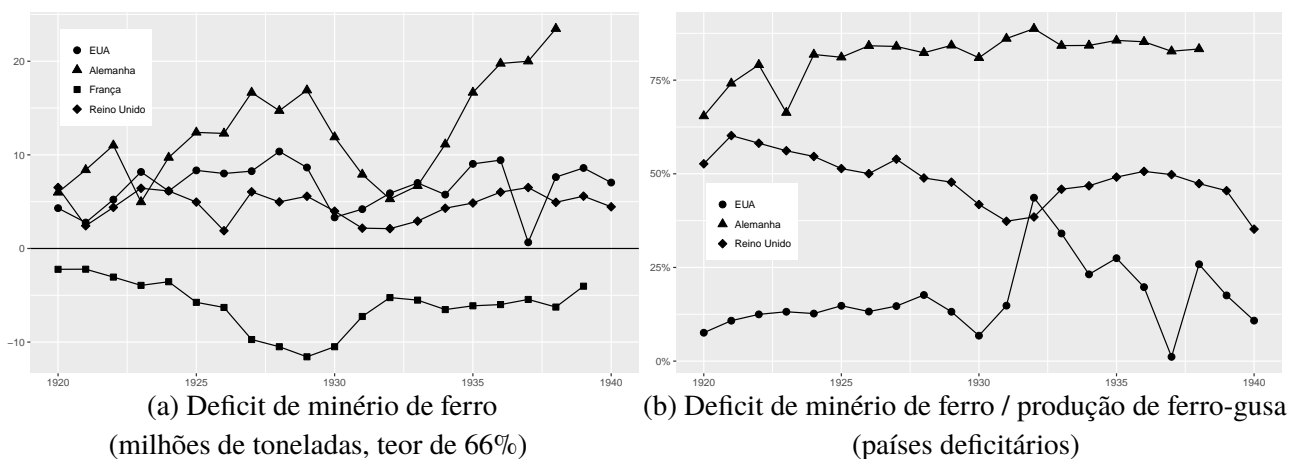 20
10
0
−10
EUA
Alemanha
França
Reino Unido
1920 1925 1930 1935 1940
(a) Deficit de minério de ferro
(milhões de toneladas, teor de 66%)
75%
50%
25%
0%
EUA
Alemanha
Reino Unido
1920 1925 1930 1935 1940
(b) Deficit de minério de ferro / produção de ferro-gusa
(países deficitários)